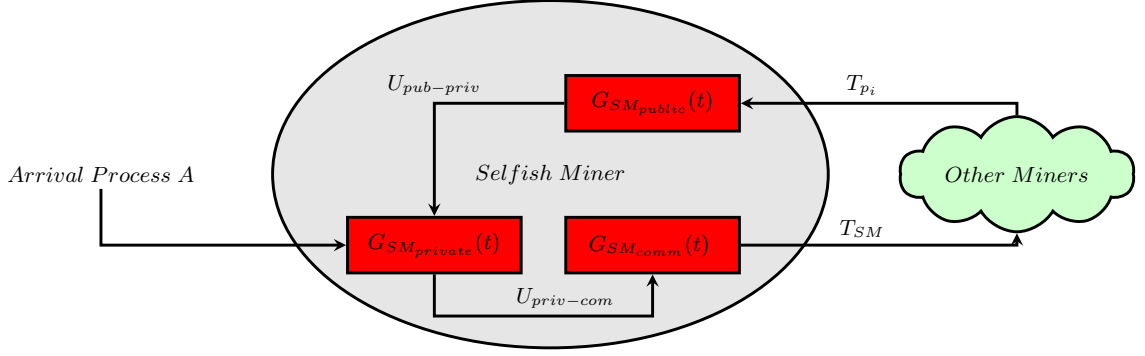 U_{pub-priv}
T_{p_i}
G_{SM_{public}}(t)
Arrival Process A
Selfish Miner
Other Miners
G_{SM_{private}}(t)
G_{SM_{comm}}(t)
T_{SM}
U_{priv-com}